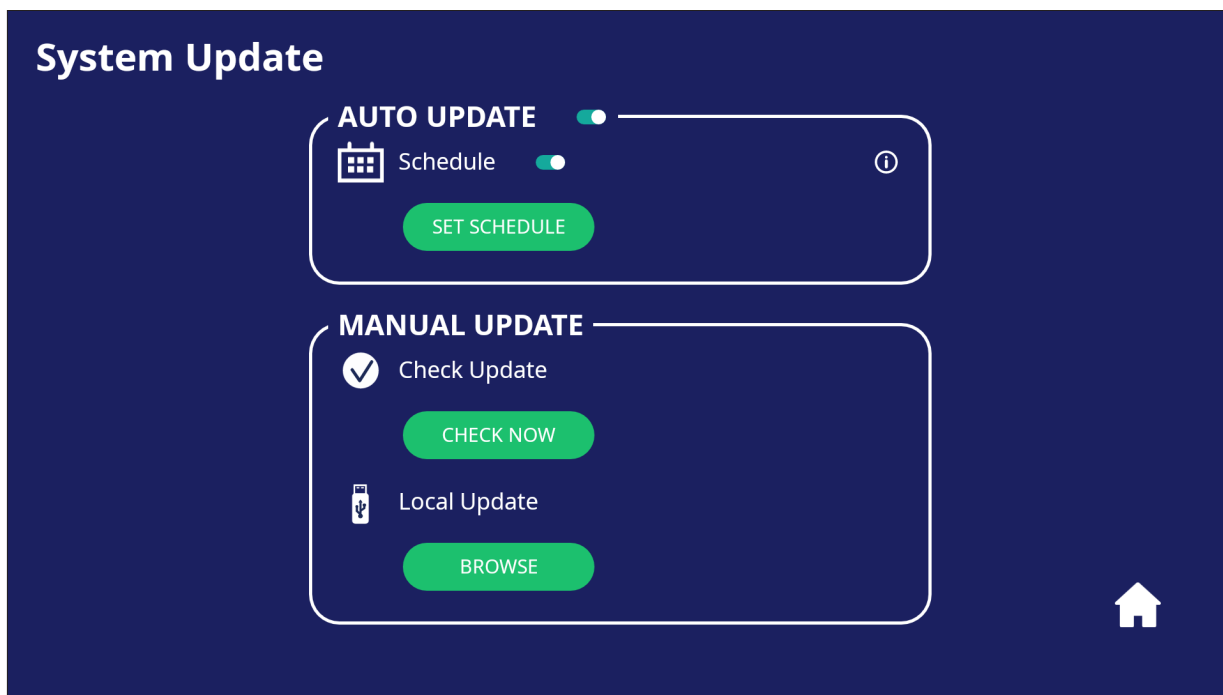 System Update
AUTO UPDATE
Schedule
SET SCHEDULE
MANUAL UPDATE
Check Update
CHECK NOW
Local Update
BROWSE